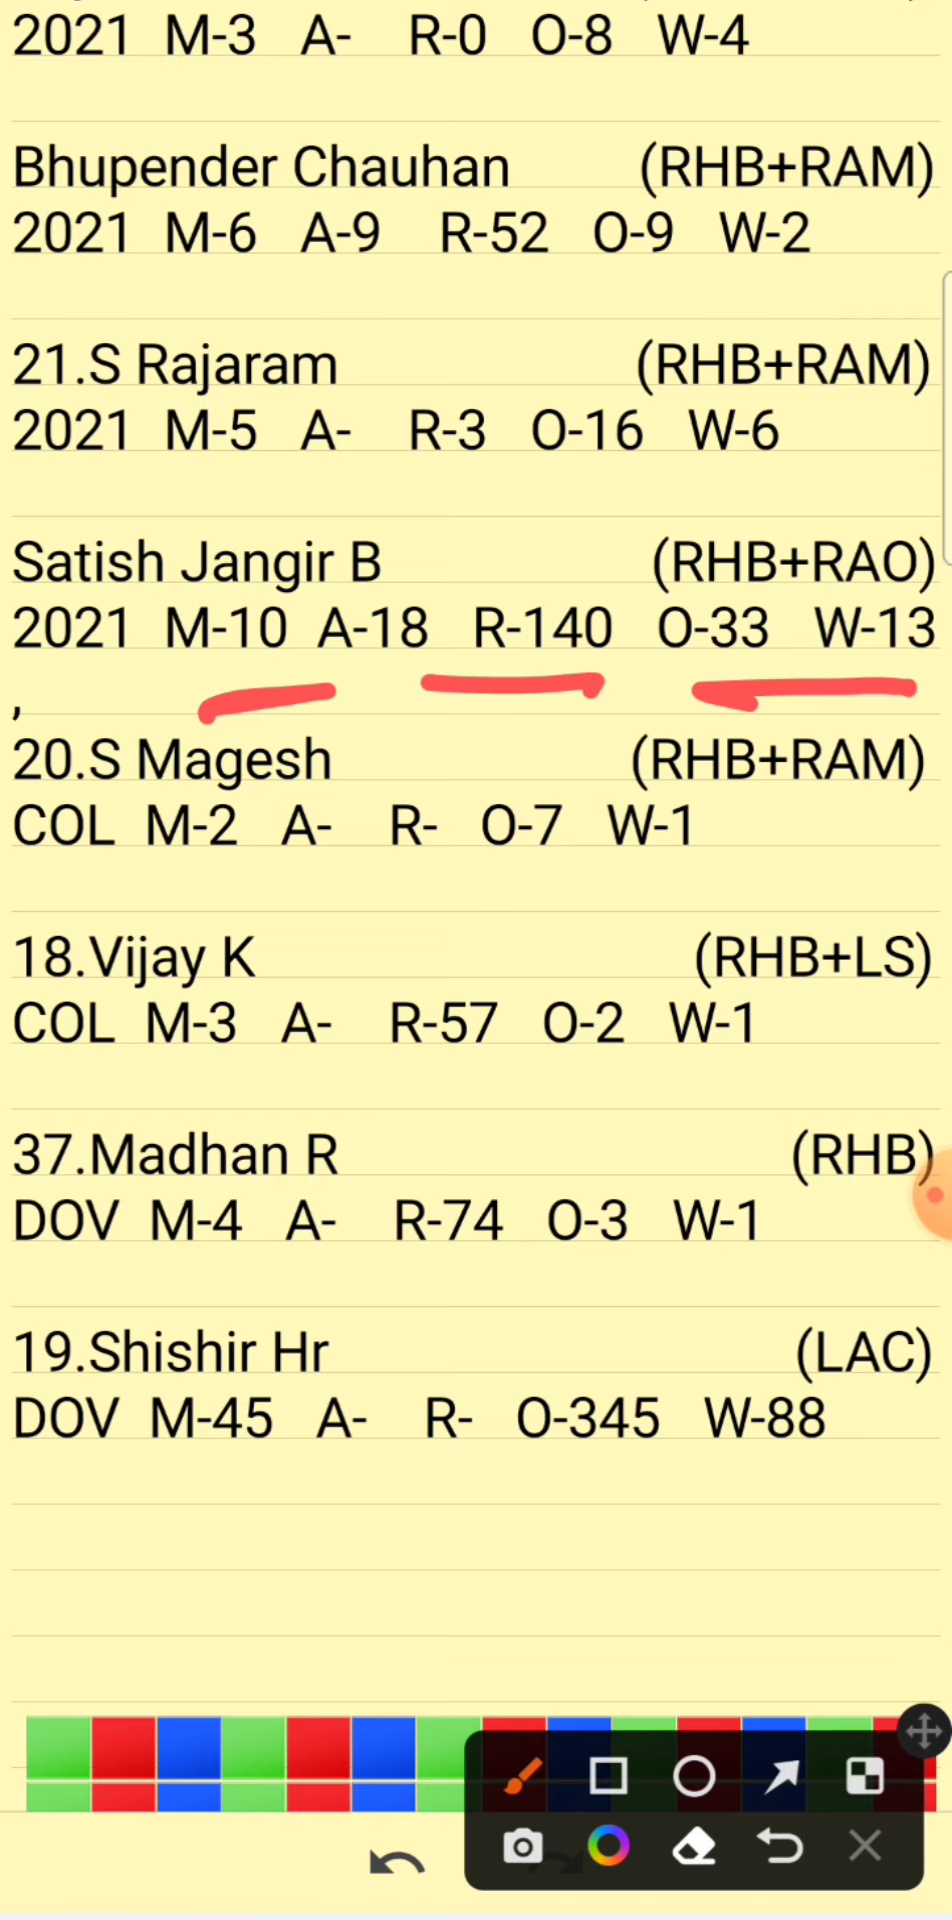 2021 M-3 A- R-0 O-8 W-4
Bhupender Chauhan (RHB+RAM)
2021 M-6 A-9 R-52 O-9 W-2
21.S Rajaram (RHB+RAM)
2021 M-5 A- R-3 O-16 W-6
Satish Jangir B (RHB+RAO)
2021 M-10 A-18 R-140 O-33 W-13
,
20.S Magesh (RHB+RAM)
COL M-2 A- R- O-7 W-1
18.Vijay K (RHB+LS)
COL M-3 A- R-57 O-2 W-1
37.Madhan R (RHB)
DOV M-4 A- R-74 O-3 W-1
19.Shishir Hr (LAC)
DOV M-45 A- R- O-345 W-88